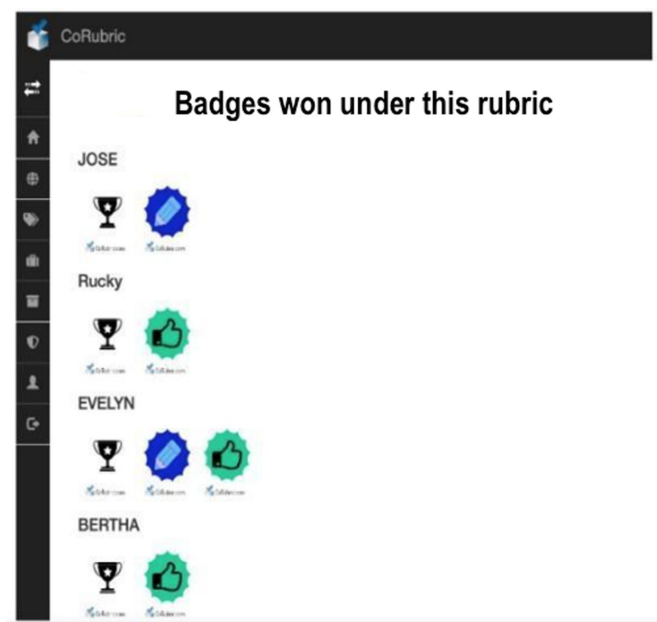 CoRubric
Badges won under this rubric
JOSE
Rucky
EVELYN
BERTHA